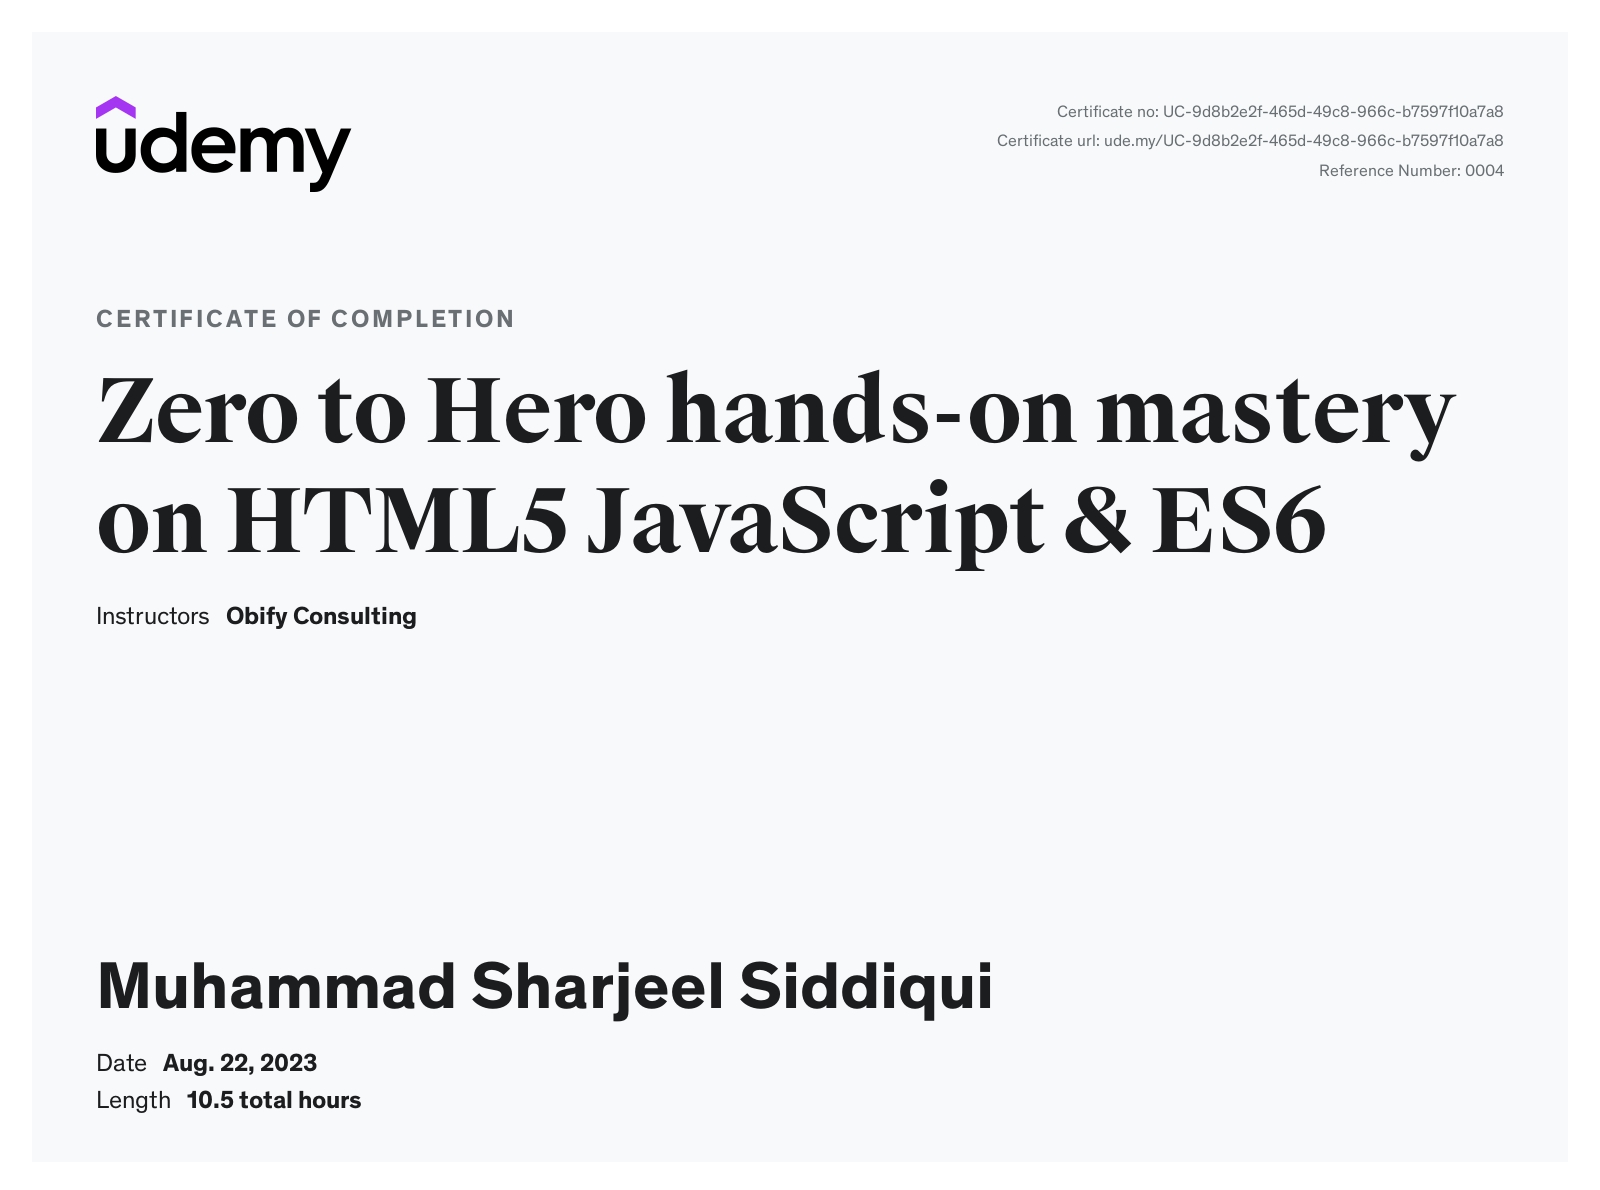 udemy
Certificate no: UC-9d8b2e2f-465d-49c8-966c-b7597f10a7a8
Certificate url: ude.my/UC-9d8b2e2f-465d-49c8-966c-b7597f10a7a8
Reference Number: 0004
CERTIFICATE OF COMPLETION
Zero to Hero hands-on mastery
on HTML5 JavaScript & ES6
Instructors Obify Consulting
Muhammad Sharjeel Siddiqui
Date Aug. 22, 2023
Length 10.5 total hours